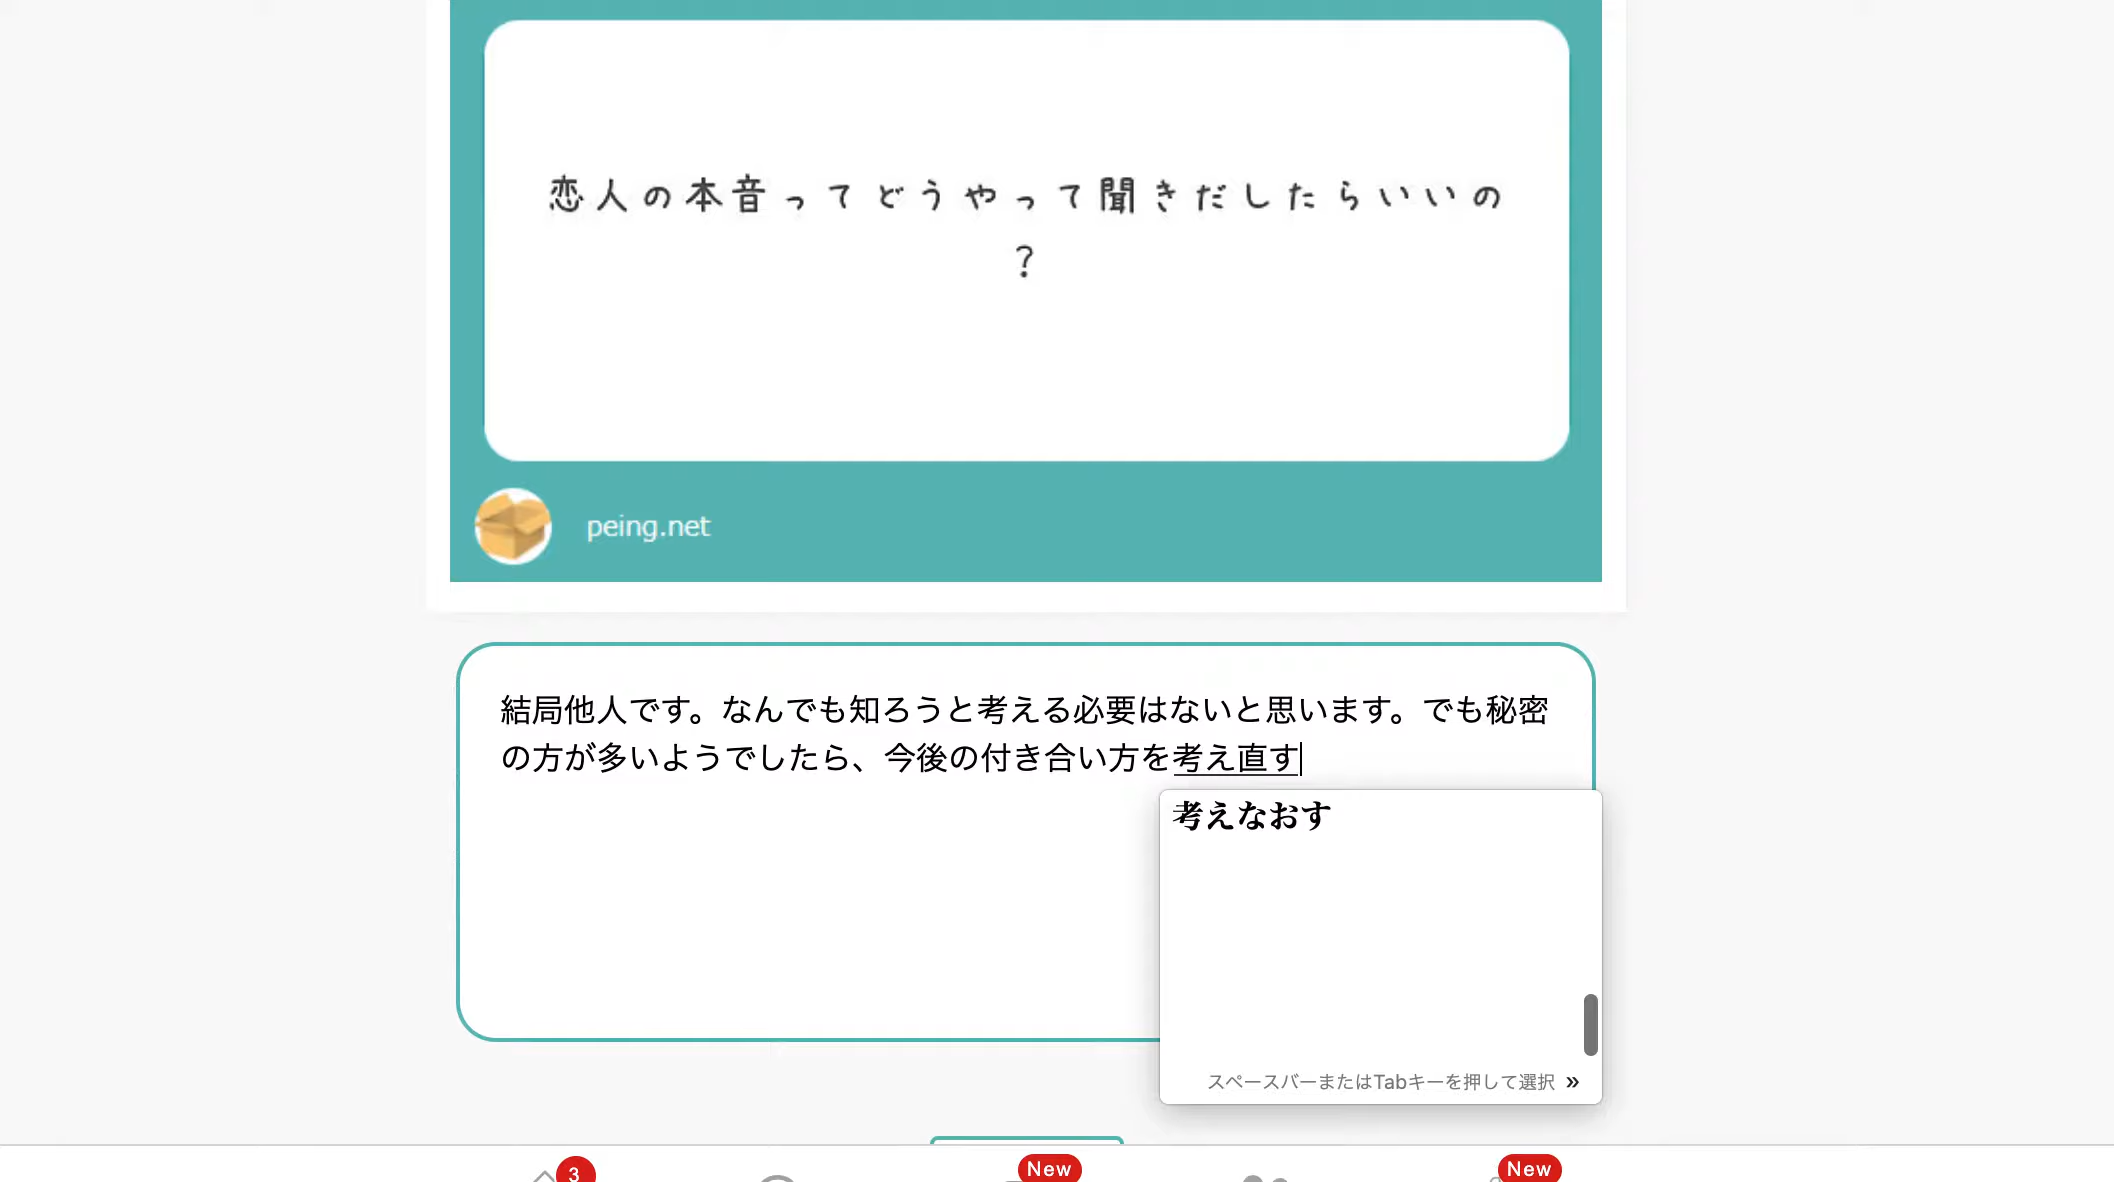 恋人の本音ってどうやって聞きだしたらいいの
？
peing.net
結局他人です。なんでも知ろうと考える必要はないと思います。でも秘密
の方が多いようでしたら、今後の付き合い方を考え直す
考えなおす
スペースバーまたはTabキーを押して選択 »
3
New
New